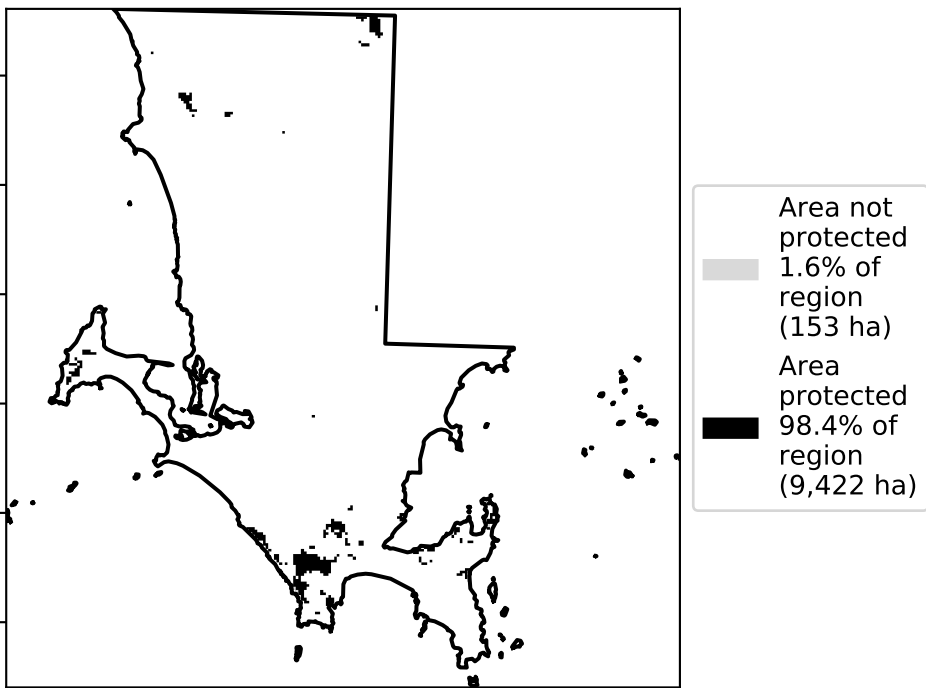 Area not
protected
1.6% of
region
(153 ha)
Area
protected
98.4% of
region
(9,422 ha)